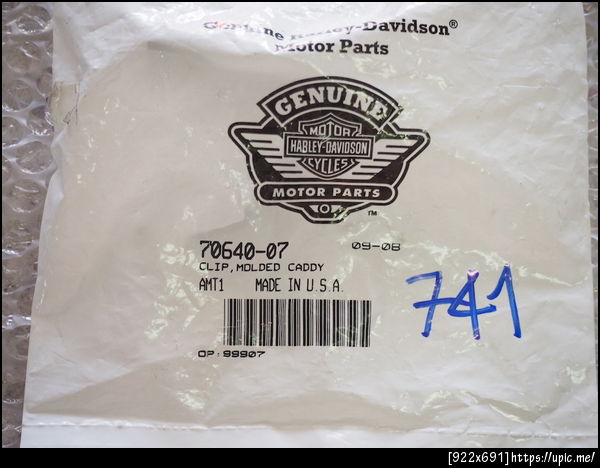 Genuine Harley-Davidson®
Motor Parts
GENUINE
MOTOR
HARLEY-DAVIDSON
CYCLES
MOTOR PARTS
TM
70640-07 09-08
CLIP,MOLDED CADDY
AMT1 MADE IN U.S.A.
741
OP:99907
[922x691]https://upic.me/